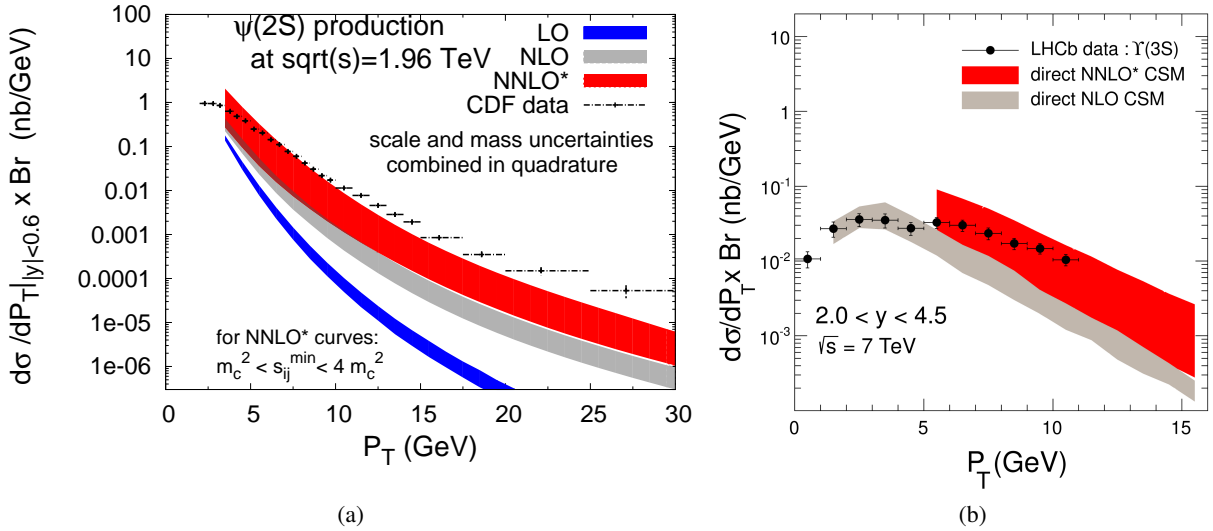 ψ(2S) production
at sqrt(s)=1.96 TeV
LO
NLO
NNLO*
CDF data
scale and mass uncertainties
combined in quadrature
for NNLO* curves:
m_c^2 < s_ij^min < 4 m_c^2
dσ/dP_T|_|y|<0.6 x Br (nb/GeV)
100
10
1
0.1
0.01
0.001
0.0001
1e-05
1e-06
0 5 10 15 20 25 30
P_T (GeV)
(a)
LHCb data : ϒ(3S)
direct NNLO* CSM
direct NLO CSM
2.0 < y < 4.5
√s = 7 TeV
dσ/dP_T x Br (nb/GeV)
10
1
10^-1
10^-2
10^-3
0 5 10 15
P_T (GeV)
(b)